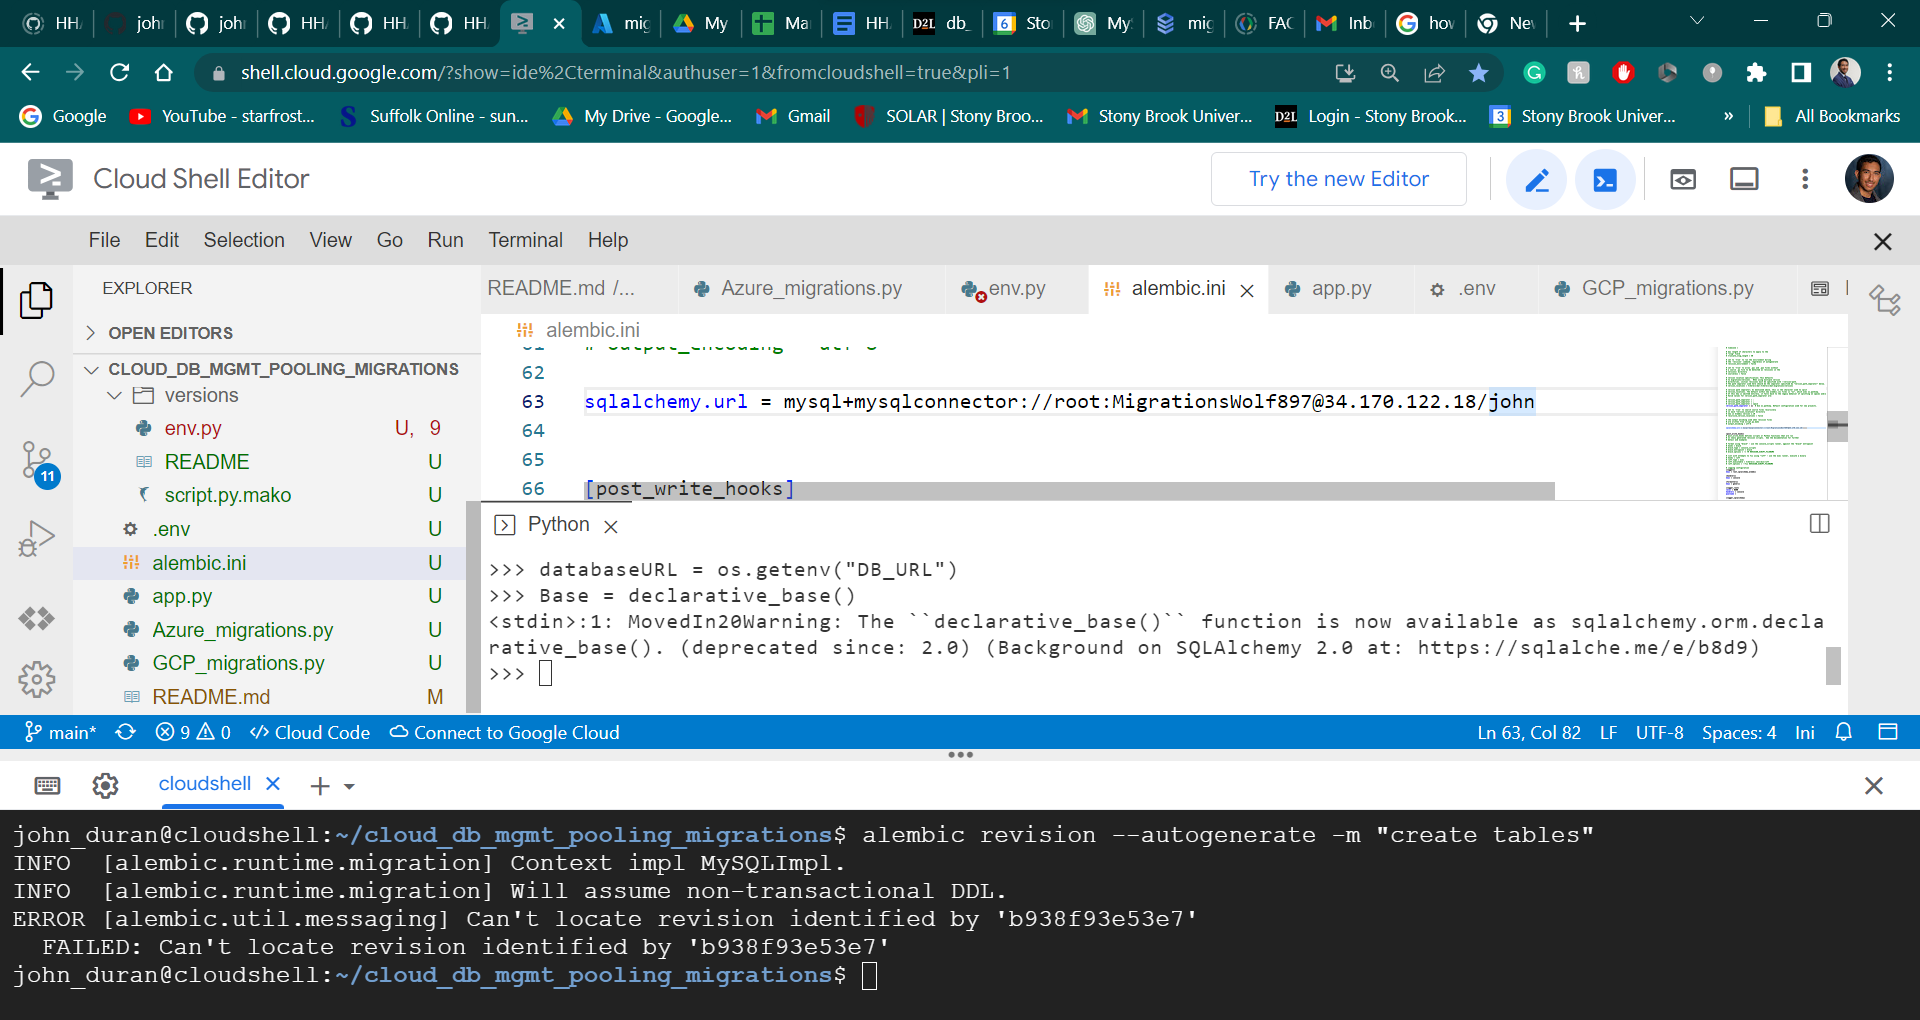 HH
joh
joh
HH
HH
HH
mig
My
Ma
HH
D2L db_
6 Sto
My
mig
FAC
Inb
how
Nev
shell.cloud.google.com/?show=ide%2Cterminal&authuser=1&fromcloudshell=true&pli=1
Google
YouTube - starfrost...
S Suffolk Online - sun...
My Drive - Google...
Gmail
SOLAR | Stony Broo...
Stony Brook Univer...
D2L Login - Stony Brook...
3 Stony Brook Univer...
»
All Bookmarks
Cloud Shell Editor
Try the new Editor
File Edit Selection View Go Run Terminal Help
EXPLORER
README.md /...
Azure_migrations.py
env.py
alembic.ini
app.py
.env
GCP_migrations.py
OPEN EDITORS
alembic.ini
CLOUD_DB_MGMT_POOLING_MIGRATIONS
versions
env.py U, 9
README U
script.py.mako U
.env U
alembic.ini U
app.py U
Azure_migrations.py U
GCP_migrations.py U
README.md M
11
62
63 sqlalchemy.url = mysql+mysqlconnector://root:MigrationsWolf897@34.170.122.18/john
64
65
66 [post_write_hooks]
Python
>>> databaseURL = os.getenv("DB_URL")
>>> Base = declarative_base()
<stdin>:1: MovedIn20Warning: The ``declarative_base()`` function is now available as sqlalchemy.orm.decla
rative_base(). (deprecated since: 2.0) (Background on SQLAlchemy 2.0 at: https://sqlalche.me/e/b8d9)
>>>
main* 9 0 Cloud Code Connect to Google Cloud Ln 63, Col 82 LF UTF-8 Spaces: 4 Ini
cloudshell
john_duran@cloudshell:~/cloud_db_mgmt_pooling_migrations$ alembic revision --autogenerate -m "create tables"
INFO  [alembic.runtime.migration] Context impl MySQLImpl.
INFO  [alembic.runtime.migration] Will assume non-transactional DDL.
ERROR [alembic.util.messaging] Can't locate revision identified by 'b938f93e53e7'
  FAILED: Can't locate revision identified by 'b938f93e53e7'
john_duran@cloudshell:~/cloud_db_mgmt_pooling_migrations$